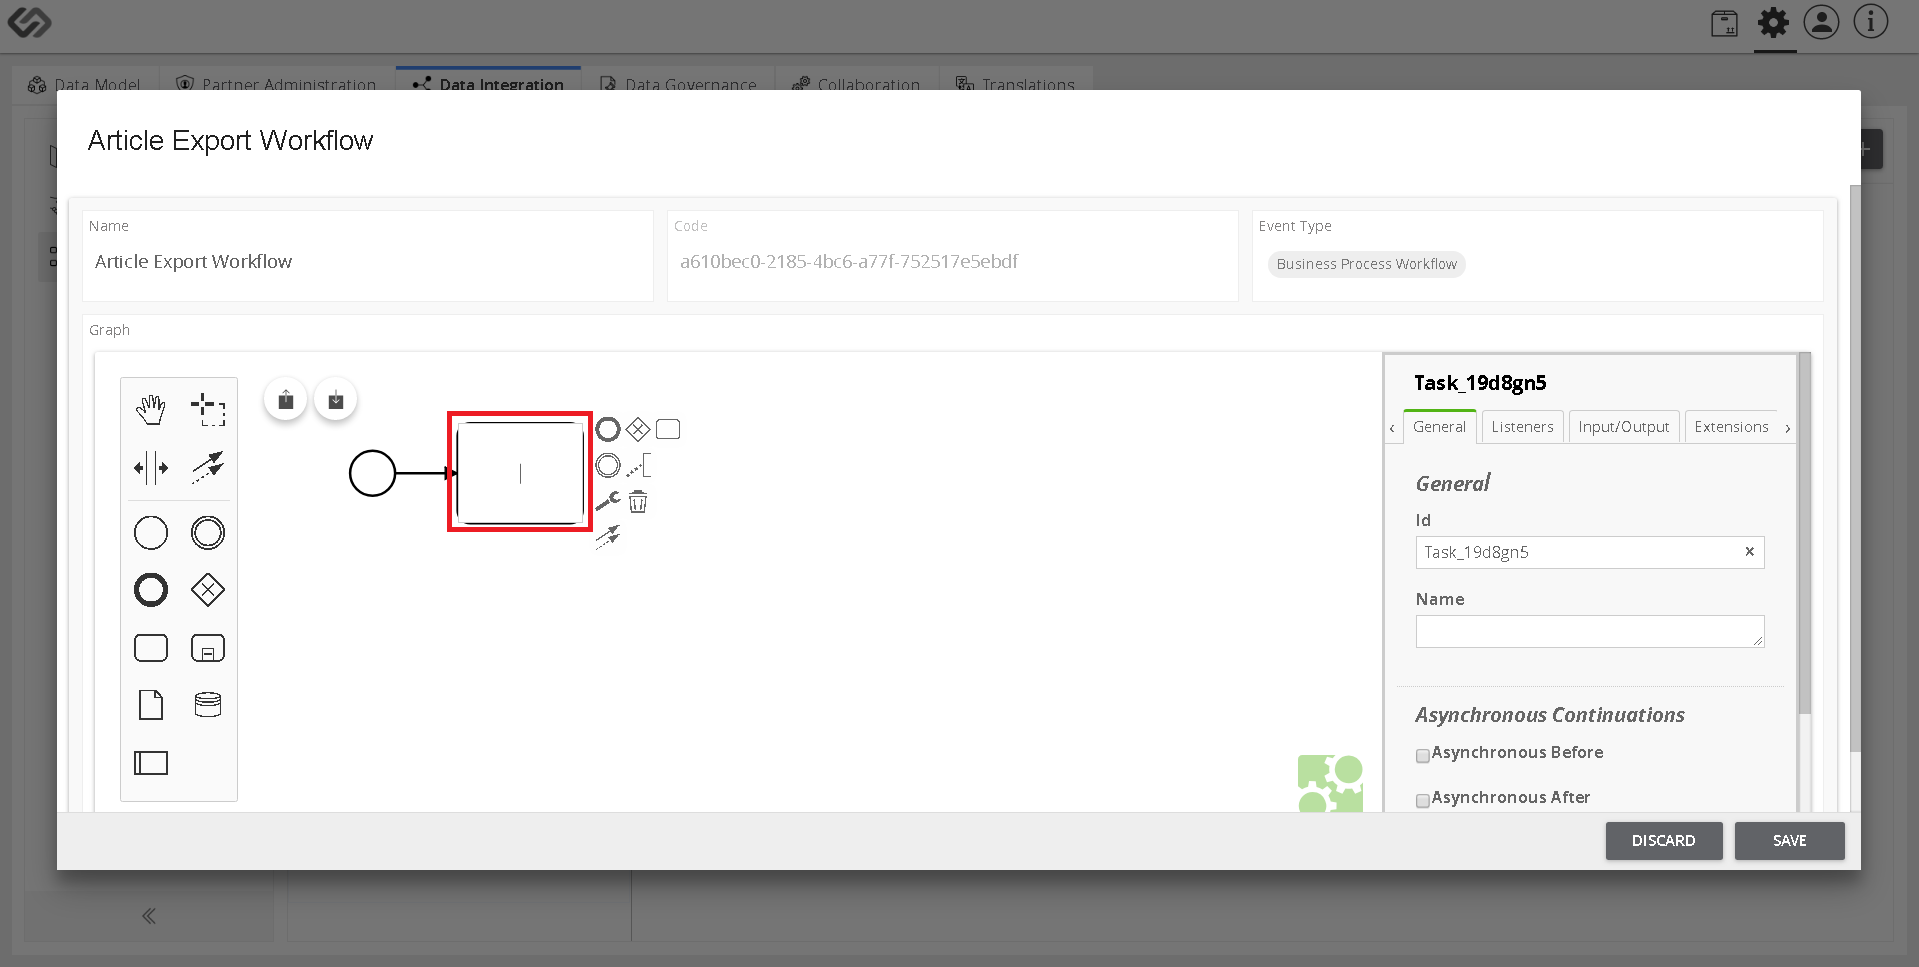 Data Model
Partner Administration
Data Integration
Data Governance
Collaboration
Translations
Article Export Workflow
Name
Article Export Workflow
Code
a610bec0-2185-4bc6-a77f-752517e5ebdf
Event Type
Business Process Workflow
Graph
Task_19d8gn5
General
Listeners
Input/Output
Extensions
General
Id
Task_19d8gn5
Name
Asynchronous Continuations
Asynchronous Before
Asynchronous After
DISCARD
SAVE